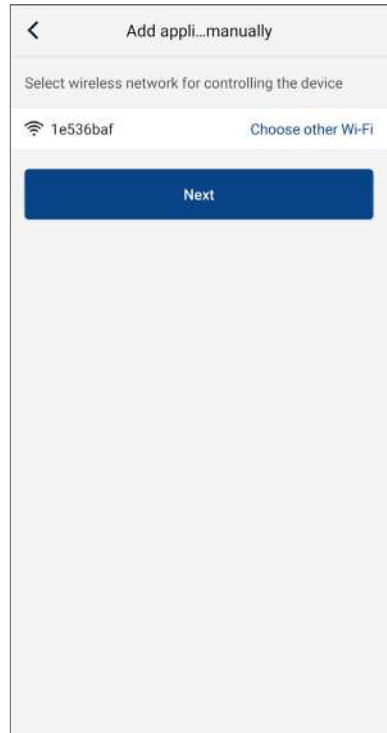 Add appli...manually
Select wireless network for controlling the device
1e536baf Choose other Wi-Fi
Next